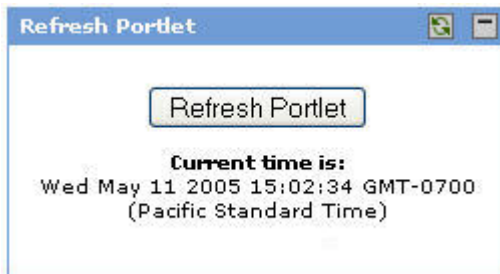 Refresh Portlet
Refresh Portlet
Current time is:
Wed May 11 2005 15:02:34 GMT-0700
(Pacific Standard Time)